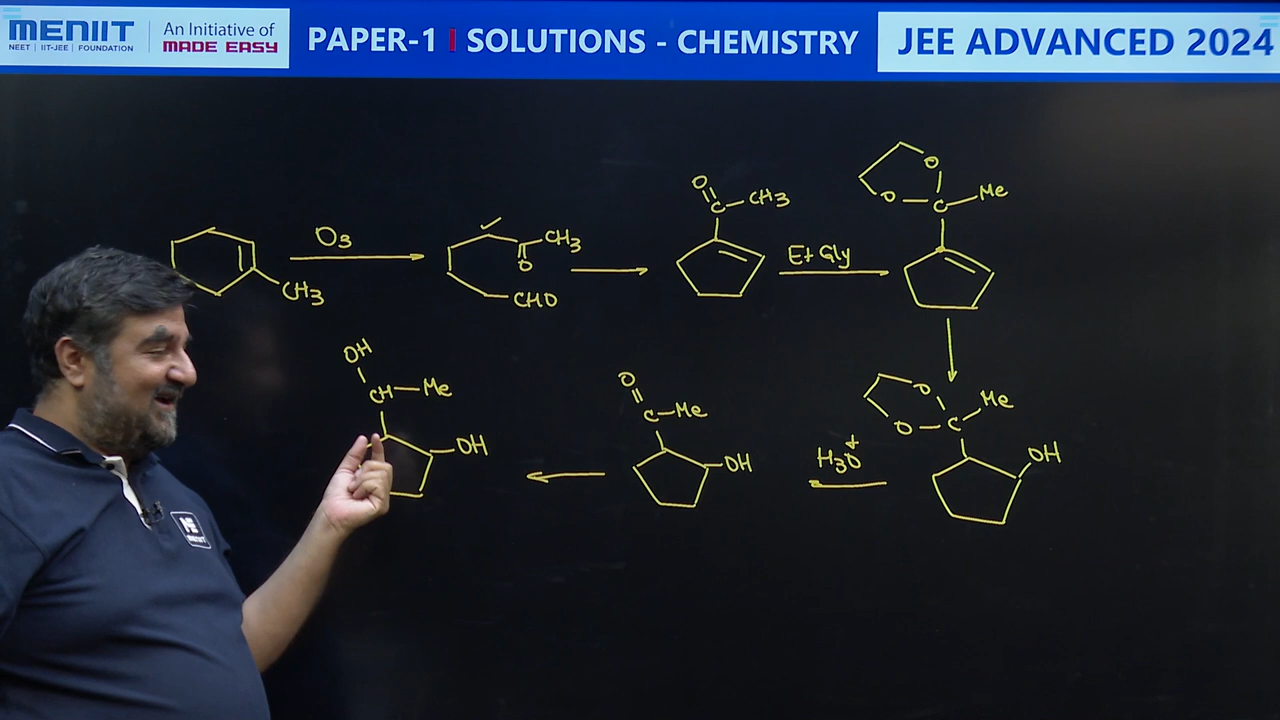 MENIIT
NEET | IIT-JEE | FOUNDATION
An Initiative of
MADE EASY
PAPER-1 | SOLUTIONS - CHEMISTRY
JEE ADVANCED 2024
O₃
CH₃
CH₃
O
CHO
O
C
CH₃
Et Gly
O
O
C
Me
OH
CH
Me
OH
O
C
Me
OH
H₃O⁺
O
O
C
Me
OH
ME
MENIIT